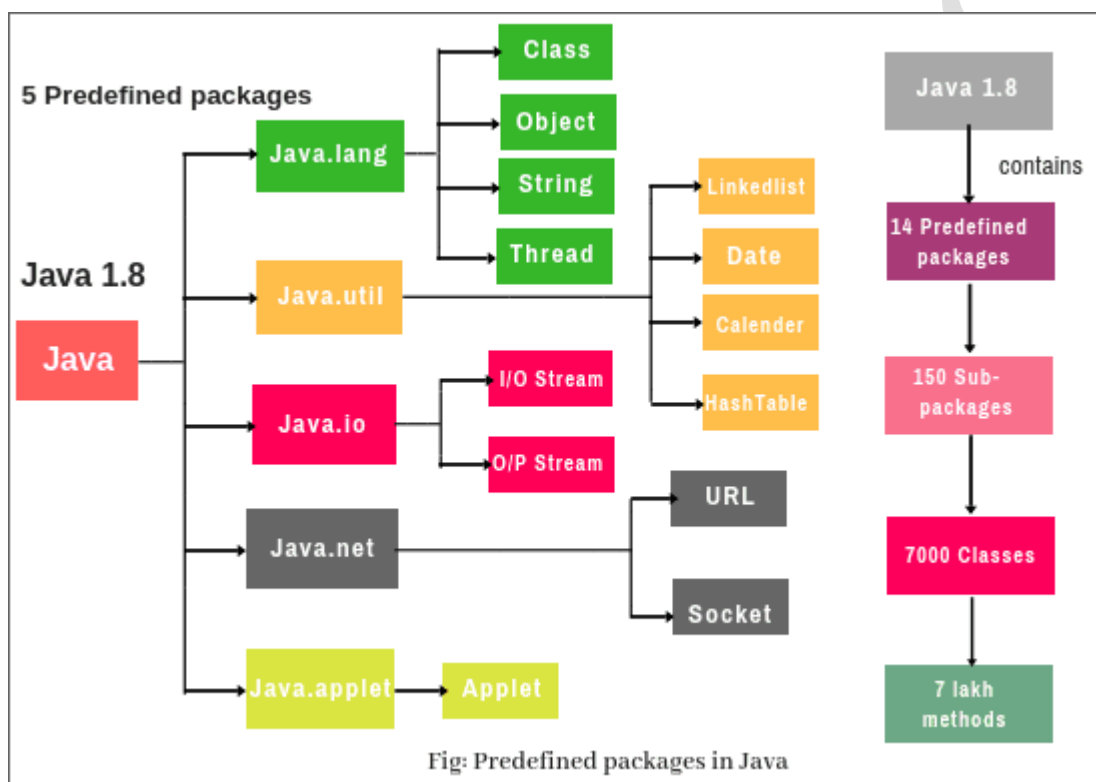 5 Predefined packages
Java 1.8
Java
Java.lang
Class
Object
String
Thread
Java.util
Linkedlist
Date
Calender
HashTable
Java.io
I/O Stream
O/P Stream
Java.net
URL
Socket
Java.applet
Applet
Java 1.8
contains
14 Predefined
packages
150 Sub-
packages
7000 Classes
7 lakh
methods
Fig: Predefined packages in Java